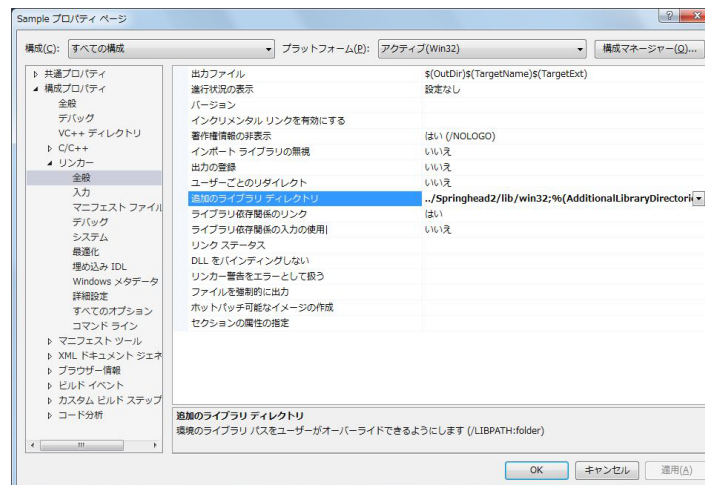 Sample プロパティ ページ
構成(C): すべての構成 プラットフォーム(P): アクティブ(Win32) 構成マネージャー(O)...
共通プロパティ
構成プロパティ
全般
デバッグ
VC++ ディレクトリ
C/C++
リンカー
全般
入力
マニフェスト ファイル
デバッグ
システム
最適化
埋め込み IDL
Windows メタデータ
詳細設定
すべてのオプション
コマンド ライン
マニフェスト ツール
XML ドキュメント ジェネ
ブラウザー情報
ビルド イベント
カスタム ビルド ステップ
コード分析
出力ファイル $(OutDir)$(TargetName)$(TargetExt)
進行状況の表示 設定なし
バージョン
インクリメンタル リンクを有効にする
著作権情報の非表示 はい (/NOLOGO)
インポート ライブラリの無視 いいえ
出力の登録 いいえ
ユーザーごとのリダイレクト いいえ
追加のライブラリ ディレクトリ ../Springhead2/lib/win32;%(AdditionalLibraryDirectori
ライブラリ依存関係のリンク はい
ライブラリ依存関係の入力の使用| いいえ
リンク ステータス
DLL をバインディングしない
リンカー警告をエラーとして扱う
ファイルを強制的に出力
ホットパッチ可能なイメージの作成
セクションの属性の指定
追加のライブラリ ディレクトリ
環境のライブラリ パスをユーザーがオーバーライドできるようにします (/LIBPATH:folder)
OK キャンセル 適用(A)